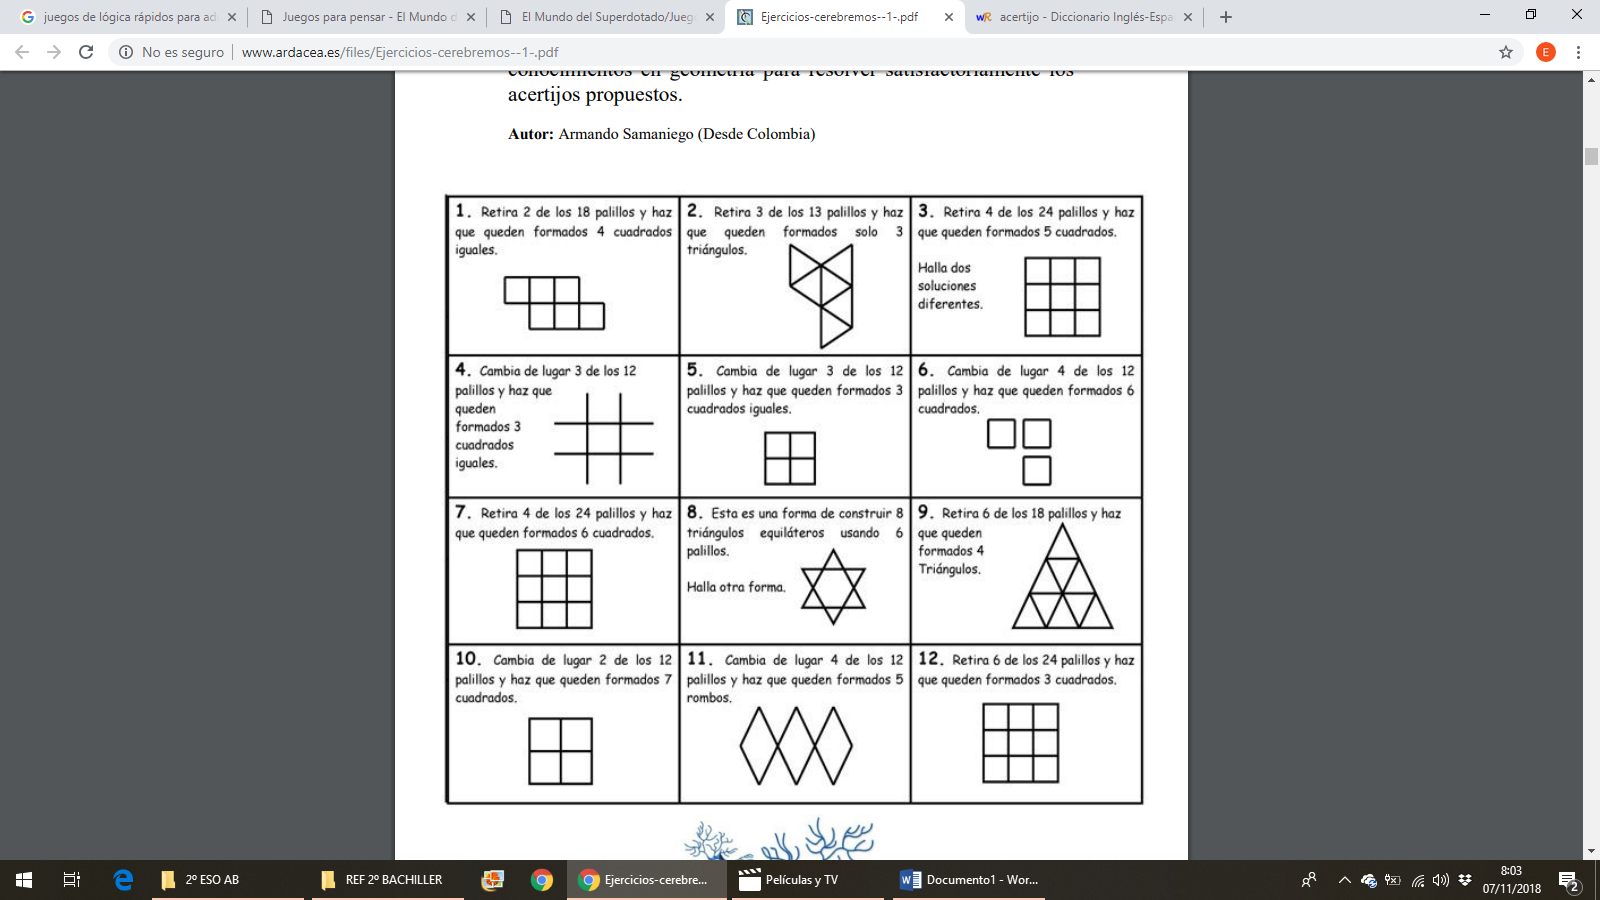 juegos de lógica rápidos para ad
Juegos para pensar - El Mundo d
El Mundo del Superdotado/Jueg
Ejercicios-cerebremos--1-.pdf
acertijo - Diccionario Inglés-Espa
No es seguro
www.ardacea.es/files/Ejercicios-cerebremos--1-.pdf
E
conocimientos en geometría para resolver satisfactoriamente los
acertijos propuestos.
Autor: Armando Samaniego (Desde Colombia)
1. Retira 2 de los 18 palillos y haz
que queden formados 4 cuadrados
iguales.
2. Retira 3 de los 13 palillos y haz
que queden formados solo 3
triángulos.
3. Retira 4 de los 24 palillos y haz
que queden formados 5 cuadrados.
Halla dos
soluciones
diferentes.
4. Cambia de lugar 3 de los 12
palillos y haz que
queden
formados 3
cuadrados
iguales.
5. Cambia de lugar 3 de los 12
palillos y haz que queden formados 3
cuadrados iguales.
6. Cambia de lugar 4 de los 12
palillos y haz que queden formados 6
cuadrados.
7. Retira 4 de los 24 palillos y haz
que queden formados 6 cuadrados.
8. Esta es una forma de construir 8
triángulos equiláteros usando 6
palillos.
Halla otra forma.
9. Retira 6 de los 18 palillos y haz
que queden
formados 4
Triángulos.
10. Cambia de lugar 2 de los 12
palillos y haz que queden formados 7
cuadrados.
11. Cambia de lugar 4 de los 12
palillos y haz que queden formados 5
rombos.
12. Retira 6 de los 24 palillos y haz
que queden formados 3 cuadrados.
2º ESO AB
REF 2º BACHILLER
Ejercicios-cerebre...
Películas y TV
Documento1 - Wor...
8:03
07/11/2018
2